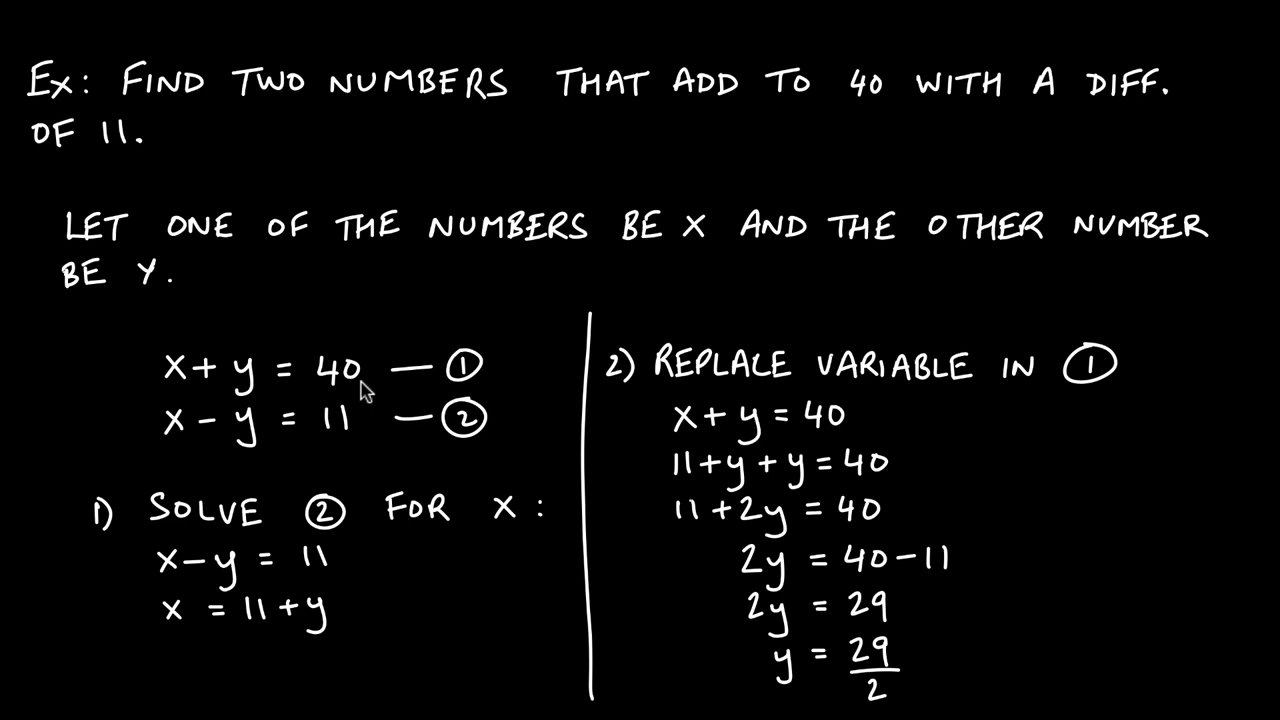 EX: FIND TWO NUMBERS THAT ADD TO 40 WITH A DIFF.
OF 11.
LET ONE OF THE NUMBERS BE X AND THE OTHER NUMBER
BE Y.
x + y = 40 — ①
x - y = 11 — ②
1) SOLVE ② FOR X:
x - y = 11
x = 11 + y
2) REPLACE VARIABLE IN ①
x + y = 40
11 + y + y = 40
11 + 2y = 40
2y = 40 - 11
2y = 29
y = 29
2